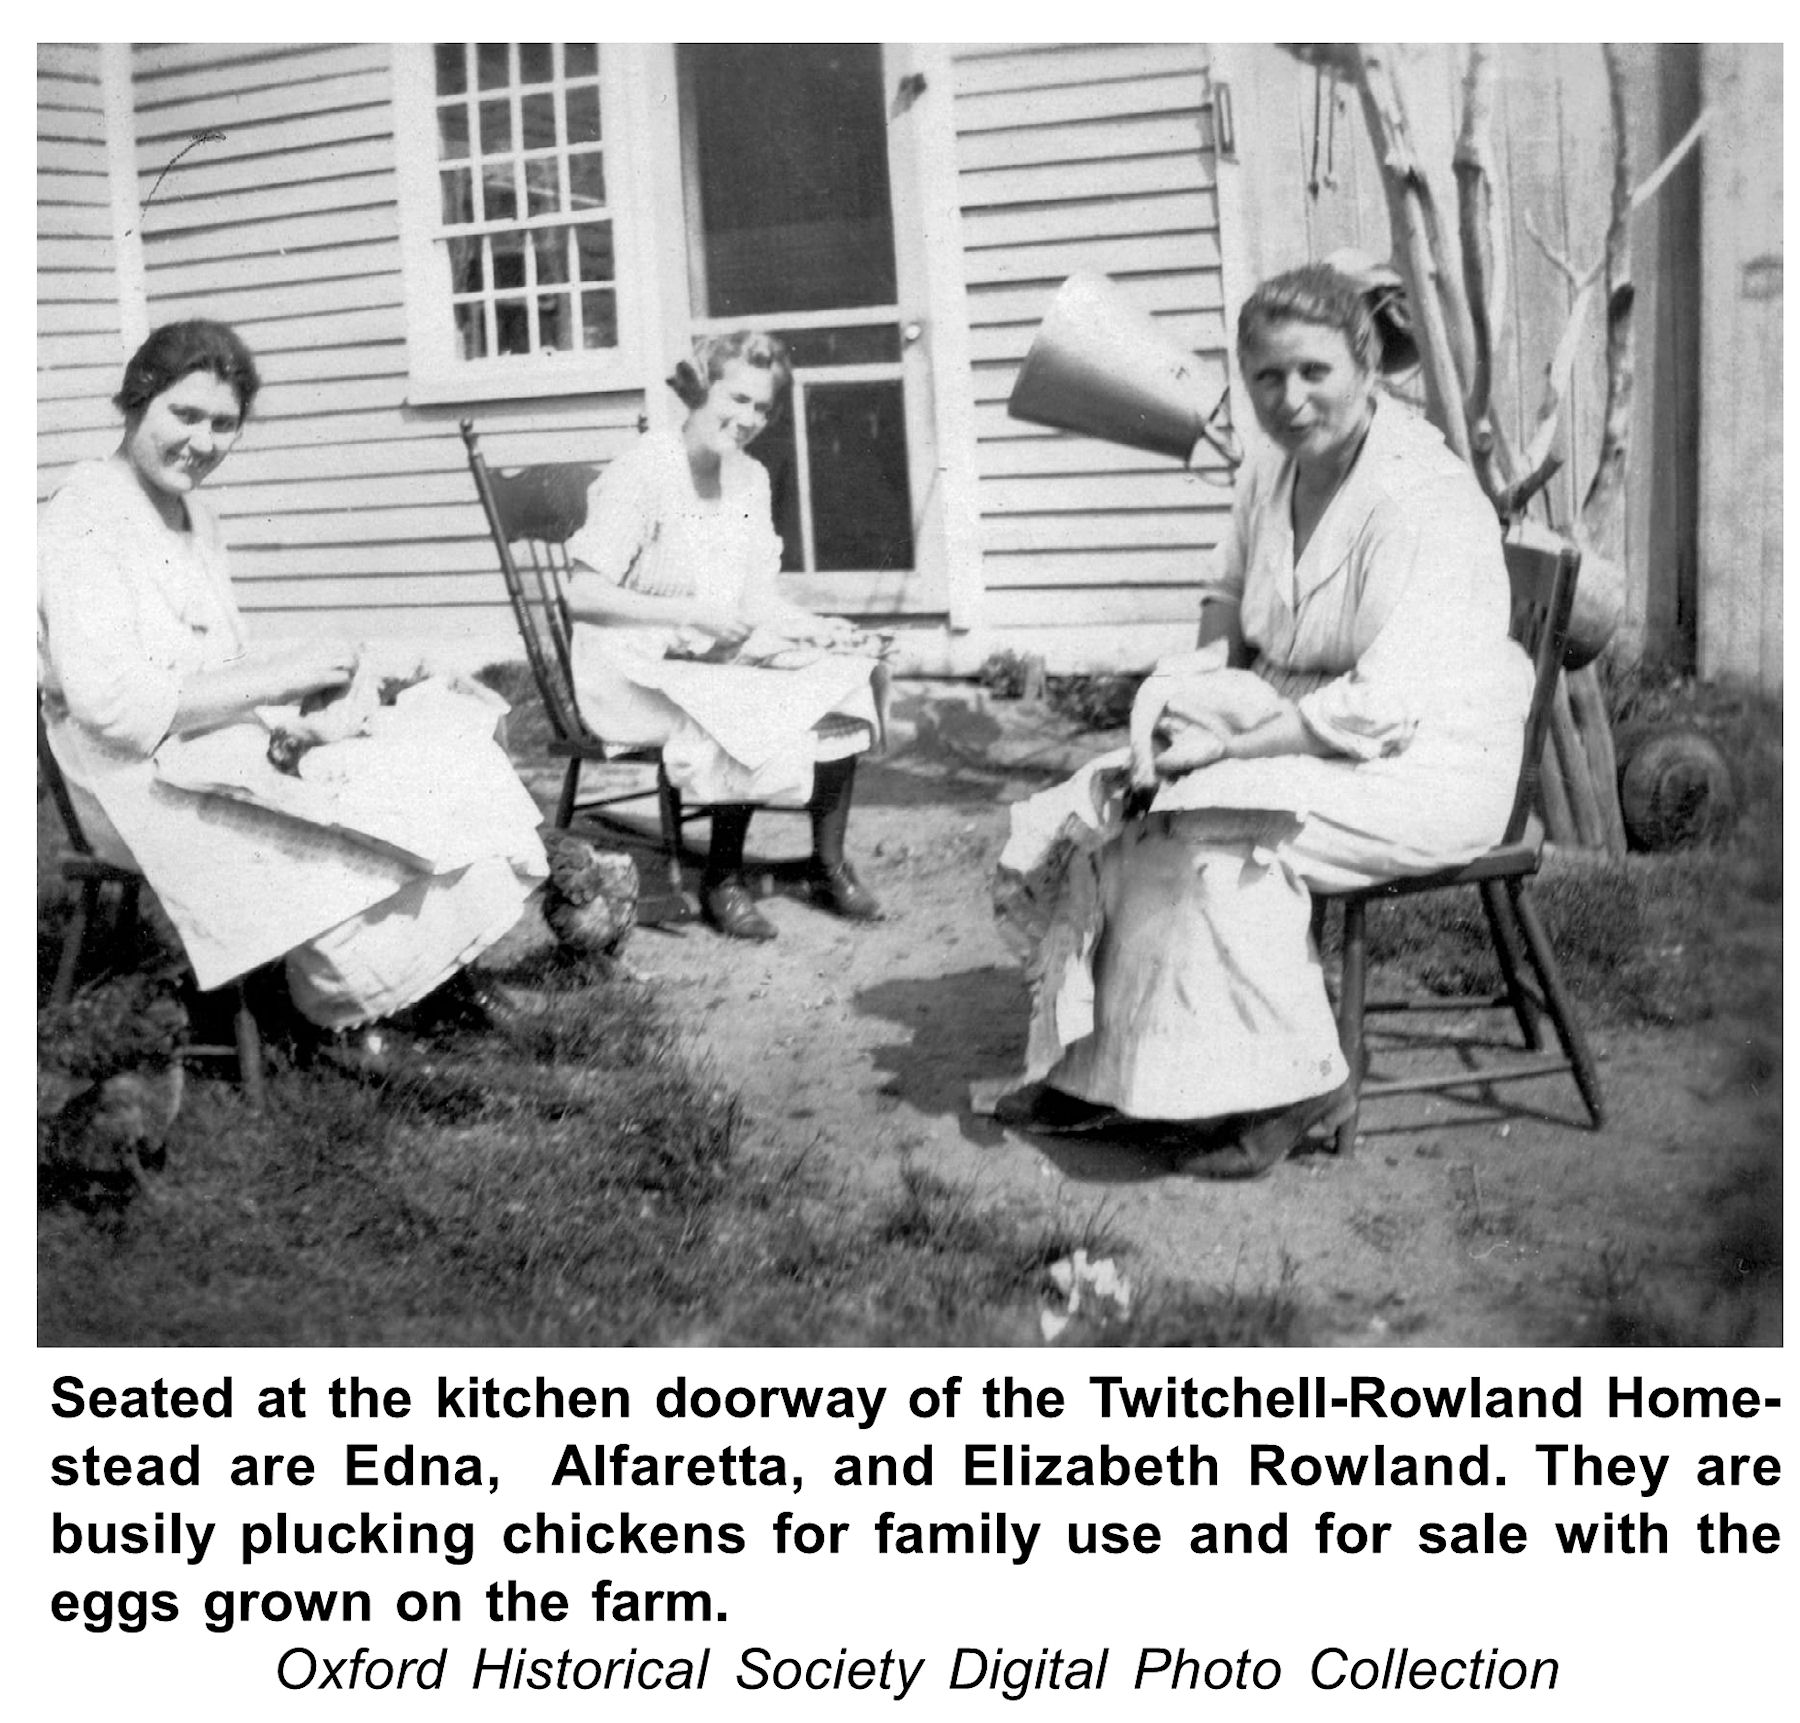 Seated at the kitchen doorway of the Twitchell-Rowland Home-
stead are Edna, Alfaretta, and Elizabeth Rowland. They are
busily plucking chickens for family use and for sale with the
eggs grown on the farm.
Oxford Historical Society Digital Photo Collection